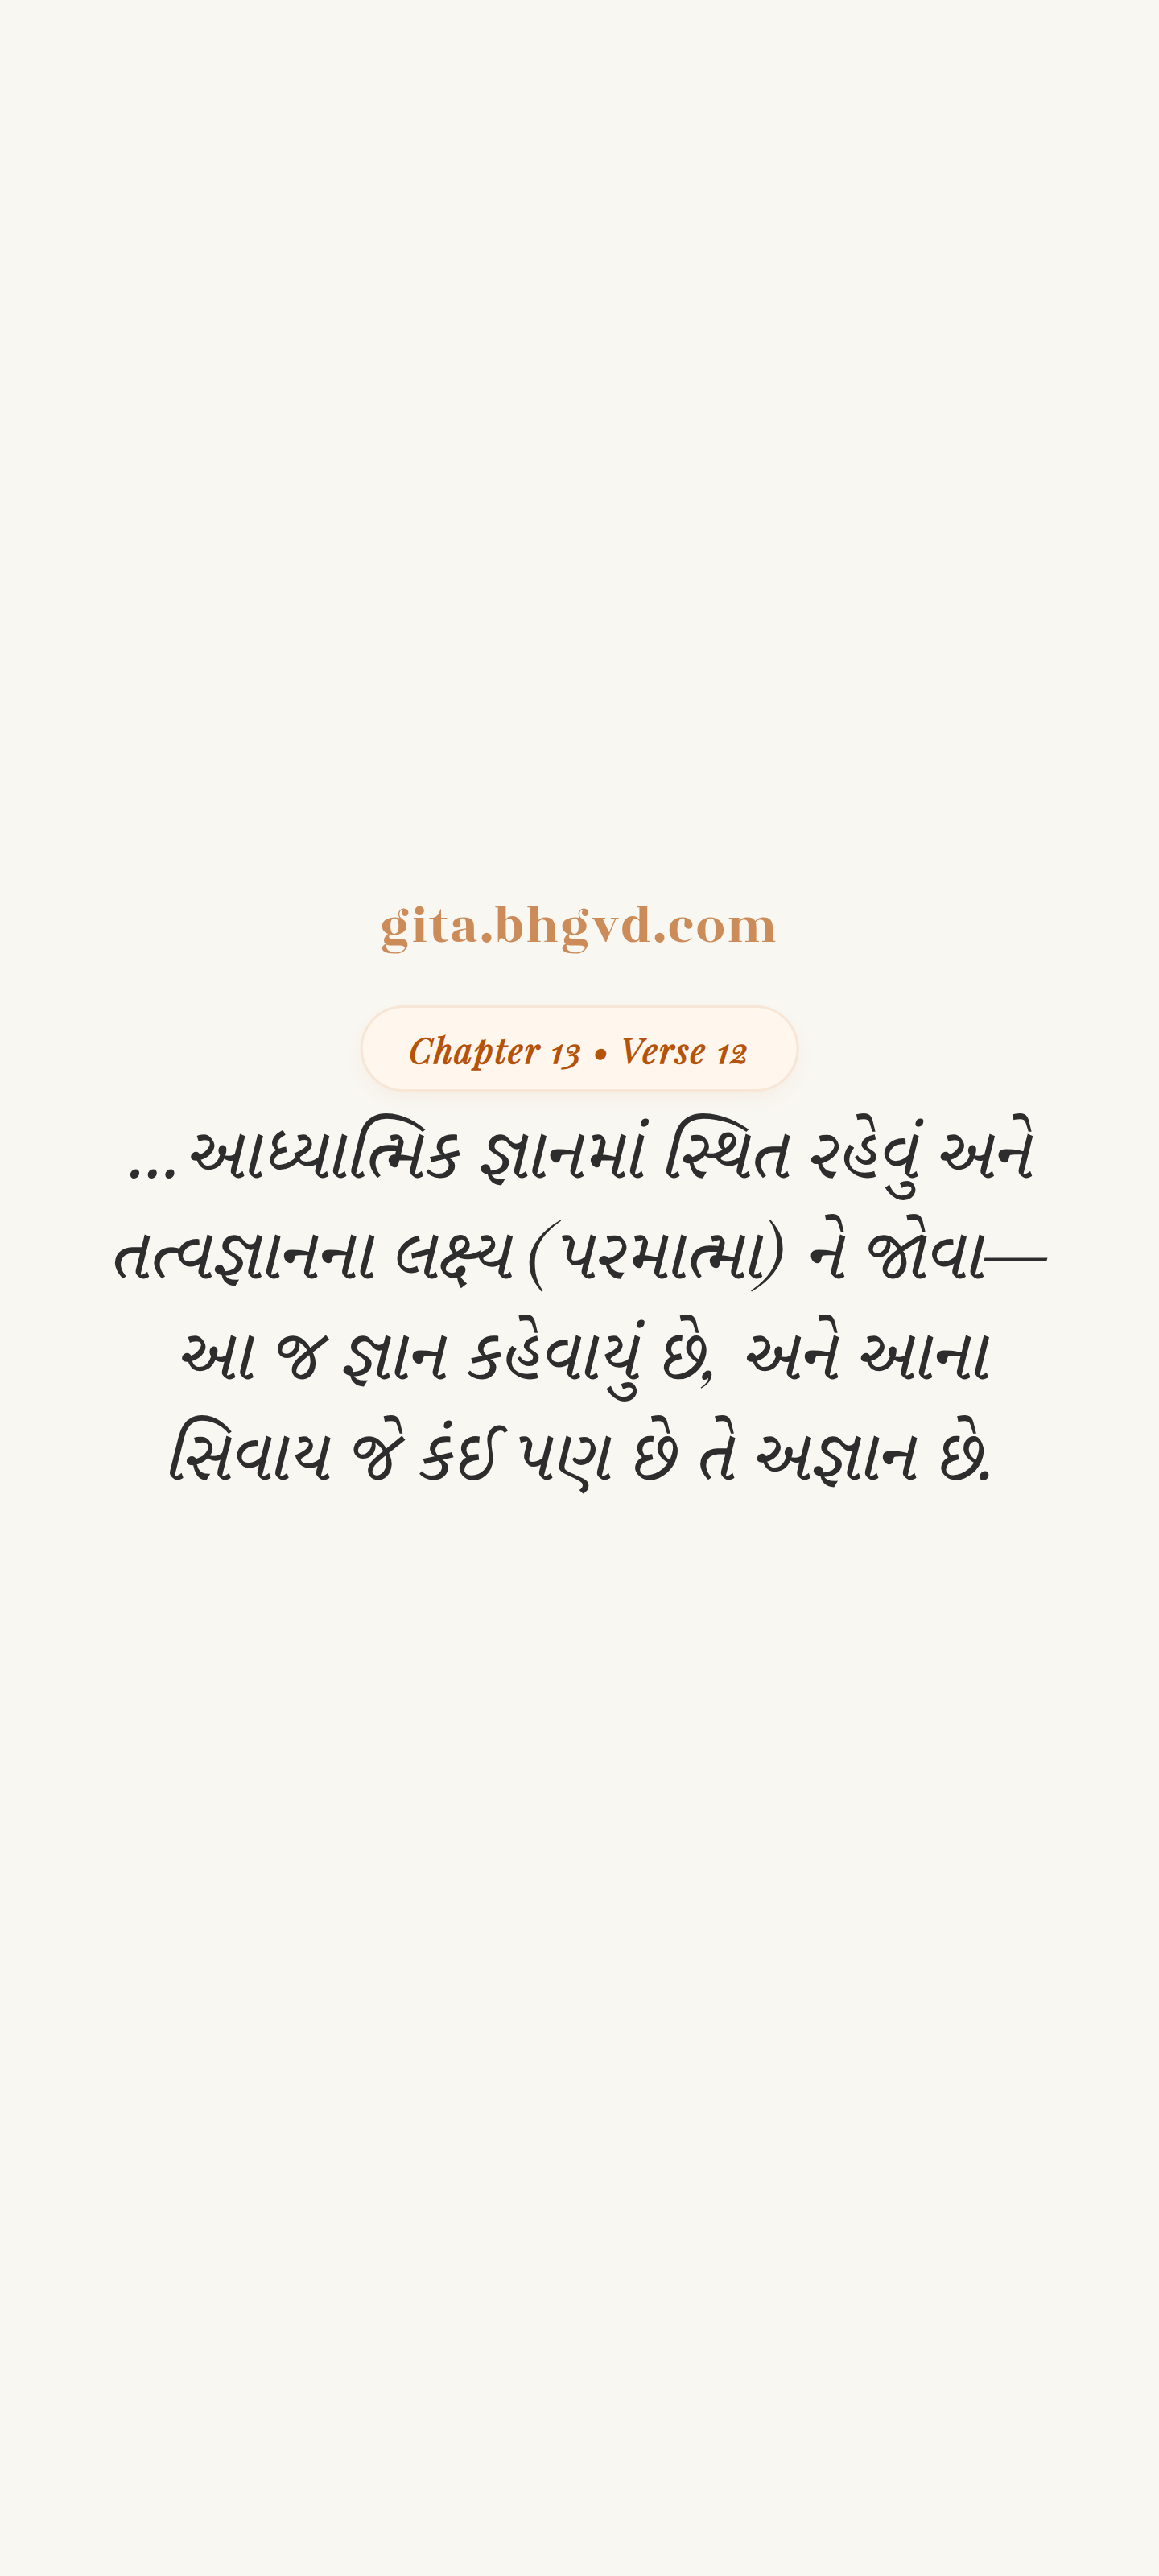 gita.bhgvd.com
Chapter 13 • Verse 12
...આધ્યાત્મિક જ્ઞાનમાં સ્થિત રહેવું અને
તત્વજ્ઞાનના લક્ષ્ય (પરમાત્મા) ને જોવા—
આ જ જ્ઞાન કહેવાયું છે, અને આના
સિવાય જે કંઈ પણ છે તે અજ્ઞાન છે.